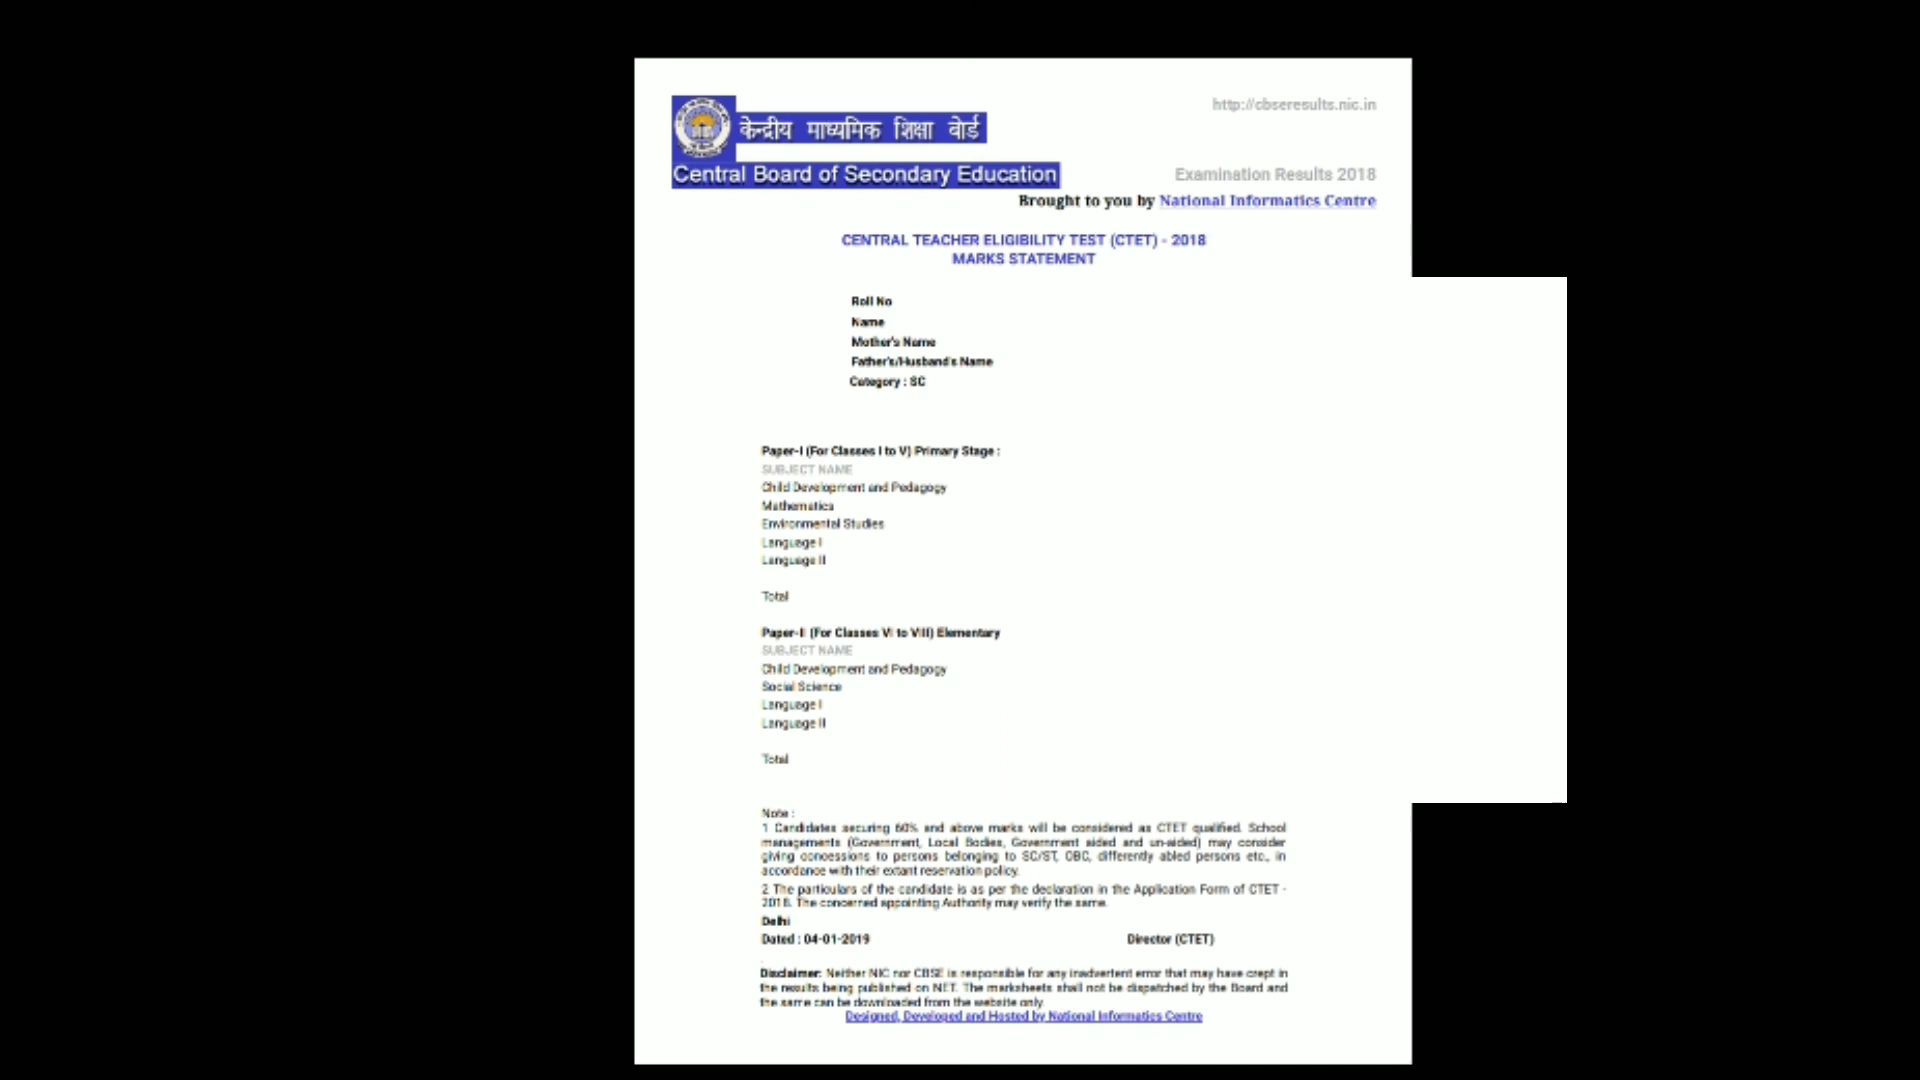 http://cbseresults.nic.in
केन्द्रीय माध्यमिक शिक्षा बोर्ड
Central Board of Secondary Education
Examination Results 2018
Brought to you by National Informatics Centre
CENTRAL TEACHER ELIGIBILITY TEST (CTET) - 2018
MARKS STATEMENT
Roll No
Name
Mother's Name
Father's/Husband's Name
Category : SC
Paper-I (For Classes I to V) Primary Stage :
SUBJECT NAME
Child Development and Pedagogy
Mathematics
Environmental Studies
Language I
Language II
Total
Paper-II (For Classes VI to VIII) Elementary
SUBJECT NAME
Child Development and Pedagogy
Social Science
Language I
Language II
Total
Note :
1 Candidates securing 60% and above marks will be considered as CTET qualified. School
managements (Government, Local Bodies, Government aided and un-aided) may consider
giving concessions to persons belonging to SC/ST, OBC, differently abled persons etc., in
accordance with their extant reservation policy.
2 The particulars of the candidate is as per the declaration in the Application Form of CTET -
2018. The concerned appointing Authority may verify the same.
Delhi
Dated : 04-01-2019 Director (CTET)
Disclaimer: Neither NIC nor CBSE is responsible for any inadvertent error that may have crept in
the results being published on NET. The marksheets shall not be dispatched by the Board and
the same can be downloaded from the website only.
Designed, Developed and Hosted by National Informatics Centre